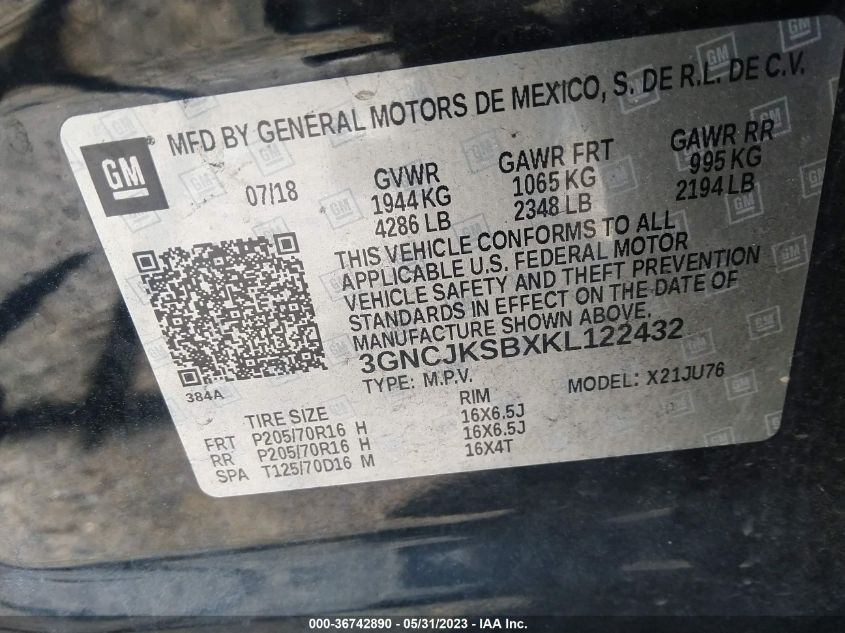 MFD BY GENERAL MOTORS DE MEXICO, S. DE R.L. DE C.V.
GM
07/18
GVWR
1944 KG
4286 LB
GAWR FRT
1065 KG
2348 LB
GAWR RR
995 KG
2194 LB
THIS VEHICLE CONFORMS TO ALL
APPLICABLE U.S. FEDERAL MOTOR
VEHICLE SAFETY AND THEFT PREVENTION
STANDARDS IN EFFECT ON THE DATE OF
MANUFACTURE SHOWN ABOVE.
3GNCJKSBXKL122432
TYPE: M.P.V. MODEL: X21JU76
384A
TIRE SIZE RIM
FRT P205/70R16 H 16X6.5J
RR P205/70R16 H 16X6.5J
SPA T125/70D16 M 16X4T
000-36742890 - 05/31/2023 - IAA Inc.